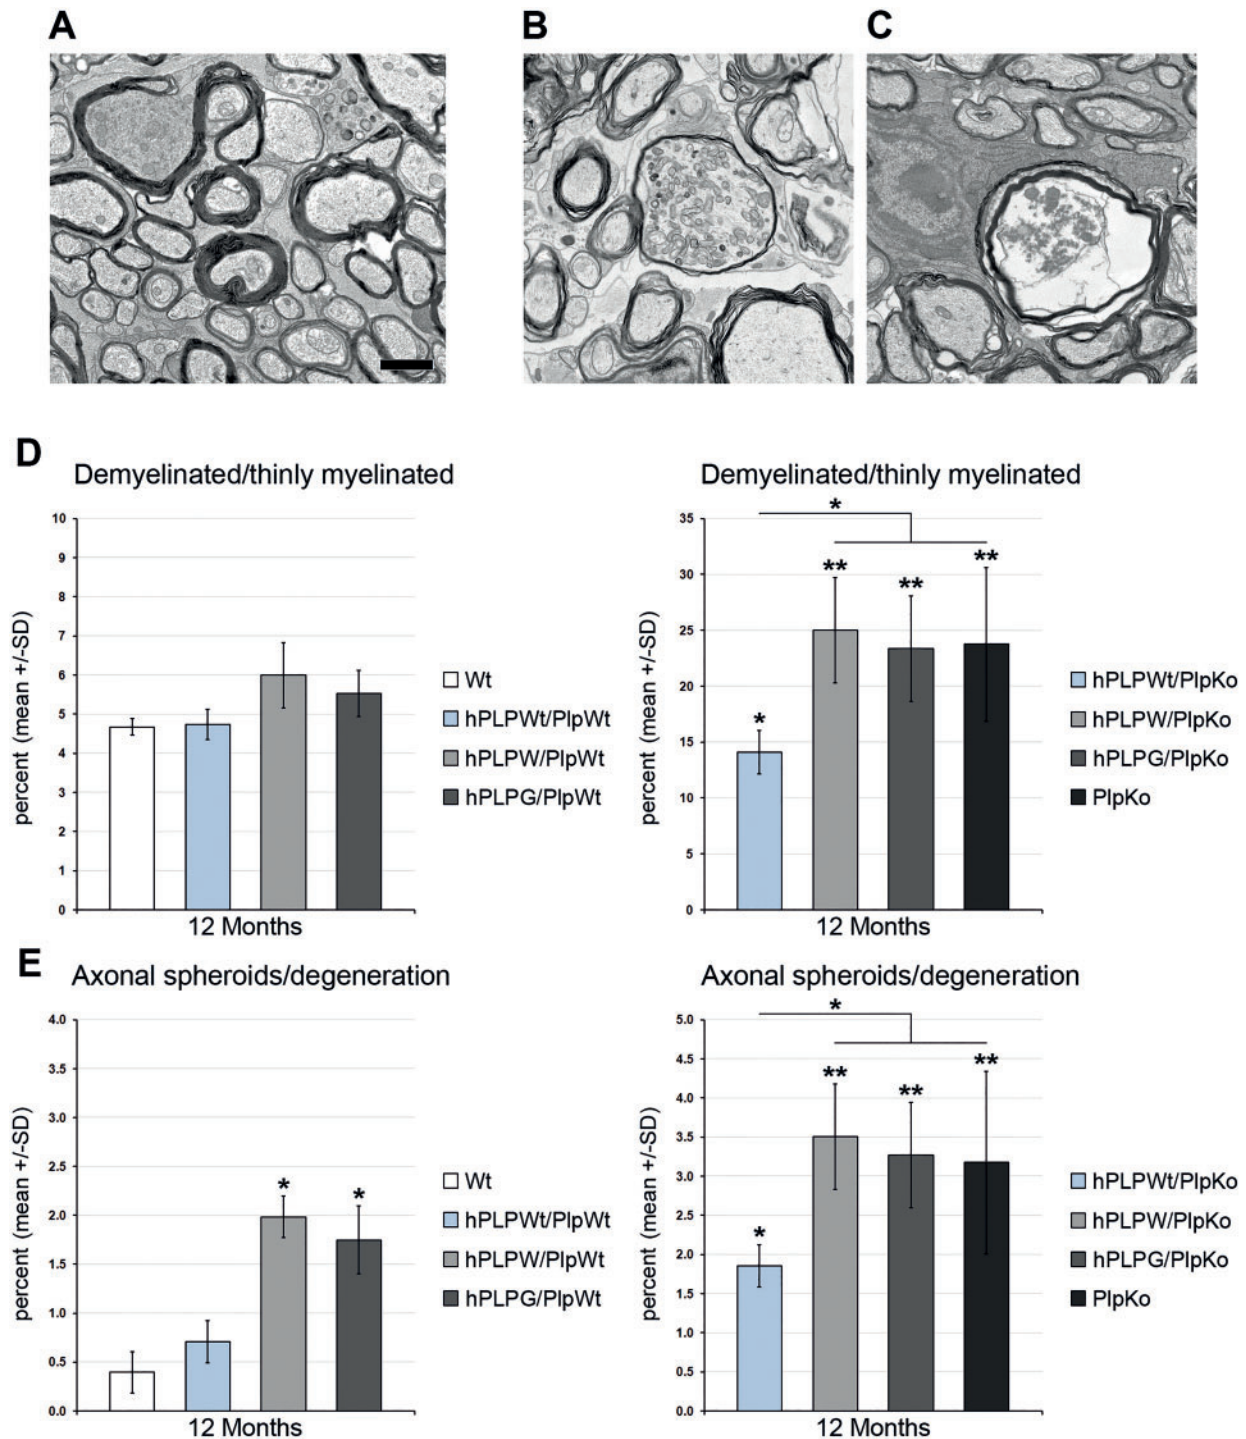 A
B
C
D
Demyelinated/thinly myelinated
percent (mean +/-SD)
10
9
8
7
6
5
4
3
2
1
0
12 Months
Wt
hPLPWt/PlpWt
hPLPW/PlpWt
hPLPG/PlpWt
Demyelinated/thinly myelinated
percent (mean +/-SD)
35
30
25
20
15
10
5
0
*
*
**
**
**
12 Months
hPLPWt/PlpKo
hPLPW/PlpKo
hPLPG/PlpKo
PlpKo
E
Axonal spheroids/degeneration
percent (mean +/-SD)
4.0
3.5
3.0
2.5
2.0
1.5
1.0
0.5
0.0
*
*
12 Months
Wt
hPLPWt/PlpWt
hPLPW/PlpWt
hPLPG/PlpWt
Axonal spheroids/degeneration
percent (mean +/-SD)
5.0
4.5
4.0
3.5
3.0
2.5
2.0
1.5
1.0
0.5
0.0
*
*
**
**
**
12 Months
hPLPWt/PlpKo
hPLPW/PlpKo
hPLPG/PlpKo
PlpKo